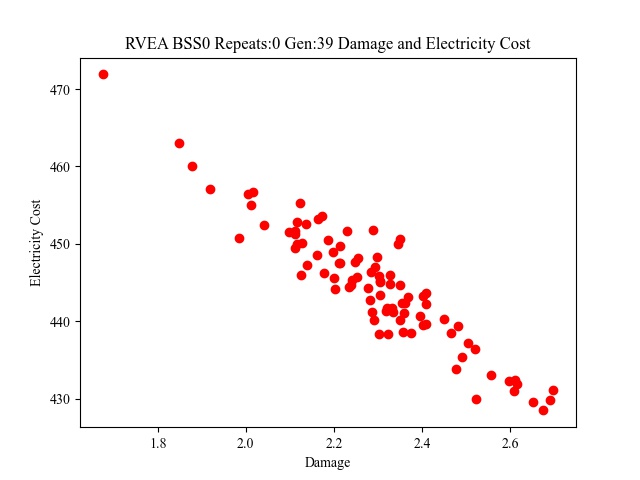 RVEA BSS0 Repeats:0 Gen:39 Damage and Electricity Cost
470
460
450
440
430
Electricity Cost
1.8 2.0 2.2 2.4 2.6
Damage